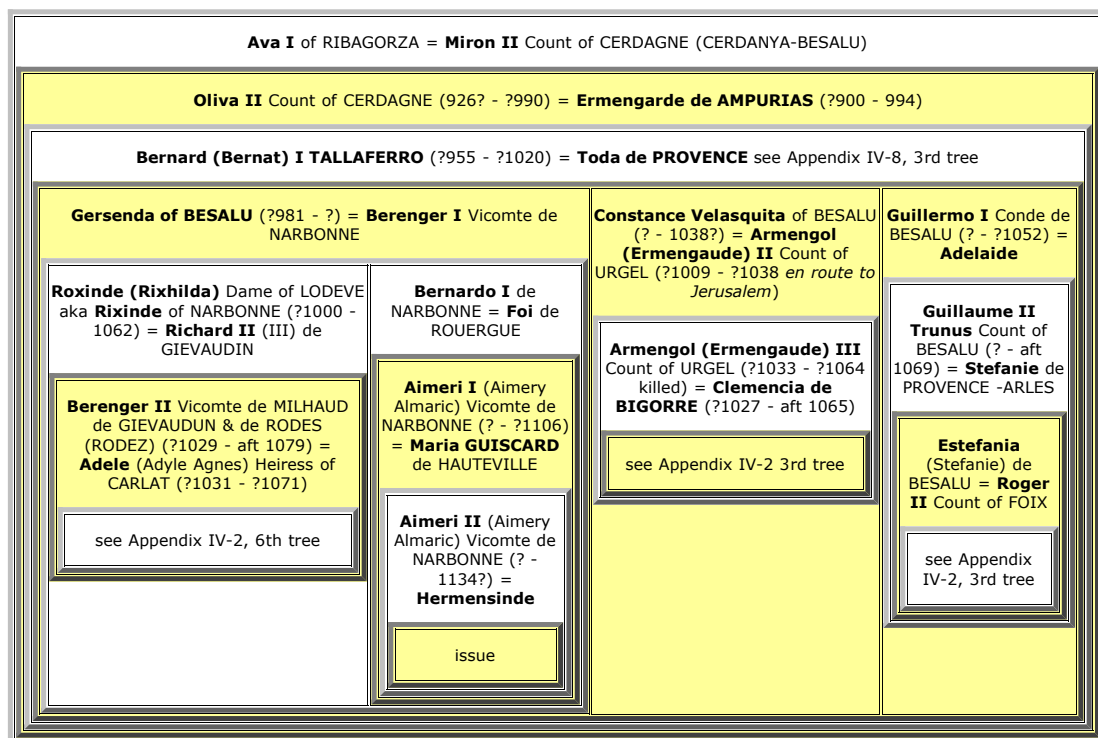 Ava I of RIBAGORZA = Miron II Count of CERDAGNE (CERDANYA-BESALU)
Oliva II Count of CERDAGNE (926? - ?990) = Ermengarde de AMPURIAS (?900 - 994)
Bernard (Bernat) I TALLAFERRO (?955 - ?1020) = Toda de PROVENCE see Appendix IV-8, 3rd tree
Gersenda of BESALU (?981 - ?) = Berenger I Vicomte de
NARBONNE
Roxinde (Rixhilda) Dame of LODEVE
aka Rixinde of NARBONNE (?1000 -
1062) = Richard II (III) de
GIEVAUDIN
Berenger II Vicomte de MILHAUD
de GIEVAUDUN & de RODES
(RODEZ) (?1029 - aft 1079) =
Adele (Adyle Agnes) Heiress of
CARLAT (?1031 - ?1071)
see Appendix IV-2, 6th tree
Bernardo I de
NARBONNE = Foi de
ROUERGUE
Aimeri I (Aimery
Almaric) Vicomte de
NARBONNE (? - ?1106)
= Maria GUISCARD
de HAUTEVILLE
Aimeri II (Aimery
Almaric) Vicomte de
NARBONNE (? -
1134?) =
Hermensinde
issue
Constance Velasquita of BESALU
(? - 1038?) = Armengol
(Ermengaude) II Count of
URGEL (?1009 - ?1038 en route to
Jerusalem)
Armengol (Ermengaude) III
Count of URGEL (?1033 - ?1064
killed) = Clemencia de
BIGORRE (?1027 - aft 1065)
see Appendix IV-2 3rd tree
Guillermo I Conde de
BESALU (? - ?1052) =
Adelaide
Guillaume II
Trunus Count of
BESALU (? - aft
1069) = Stefanie de
PROVENCE -ARLES
Estefania
(Stefanie) de
BESALU = Roger
II Count of FOIX
see Appendix
IV-2, 3rd tree